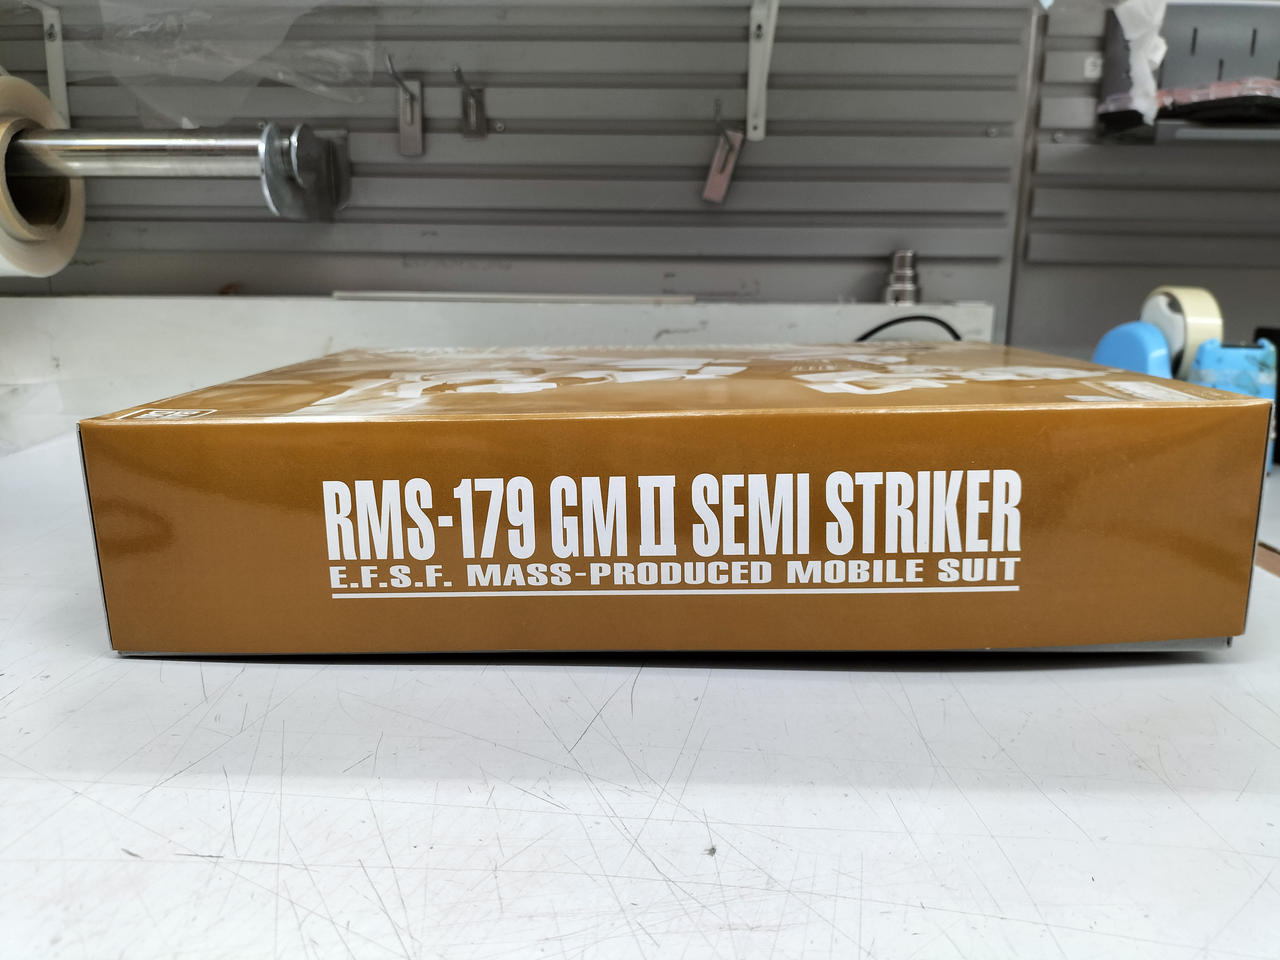 RMS-179 GM II SEMI STRIKER
E.F.S.F. MASS-PRODUCED MOBILE SUIT